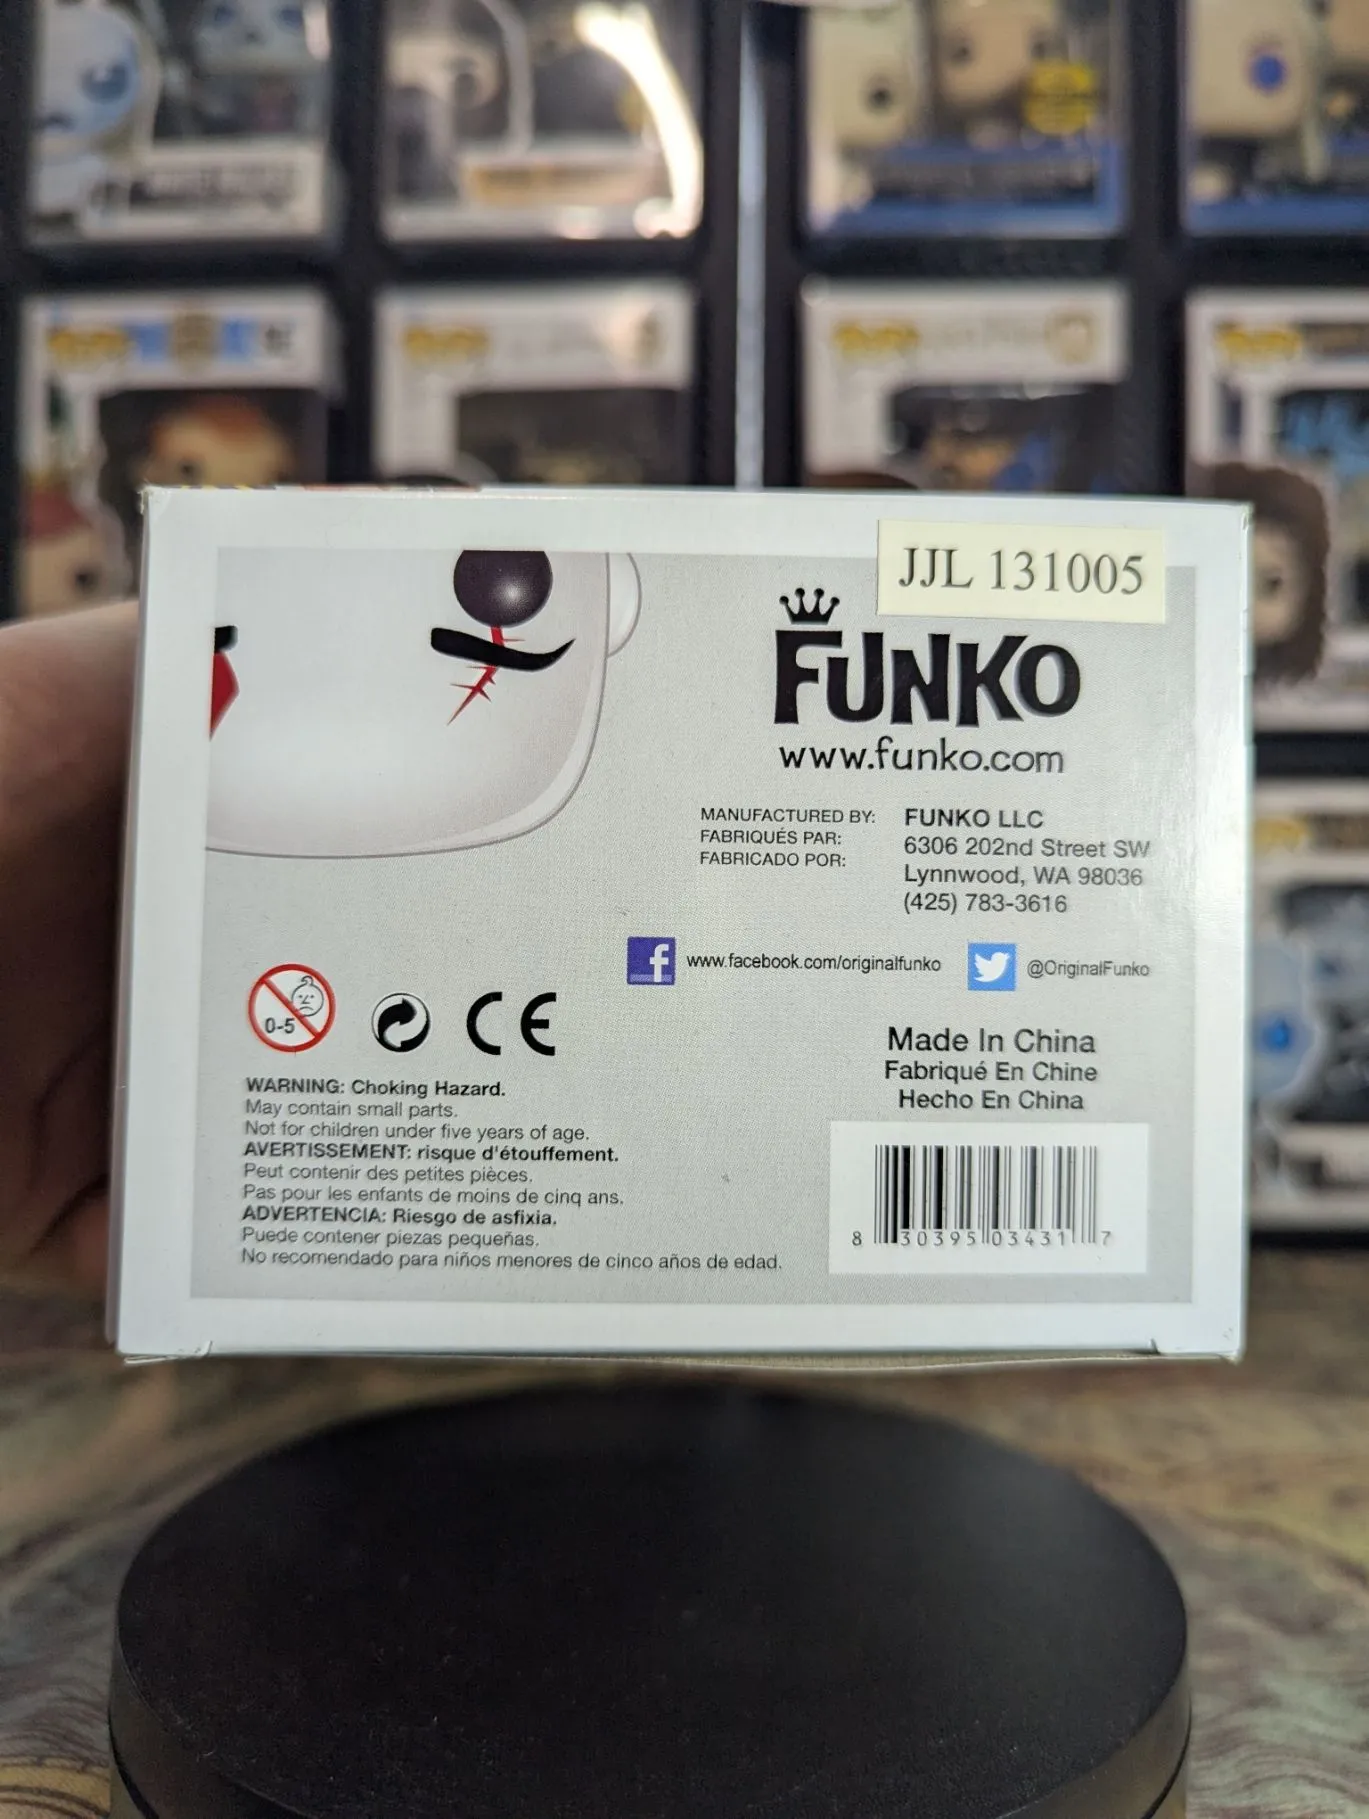 JJL 131005
FUNKO
www.funko.com
MANUFACTURED BY:
FABRIQUÉS PAR:
FABRICADO POR:
FUNKO LLC
6306 202nd Street SW
Lynnwood, WA 98036
(425) 783-3616
www.facebook.com/originalfunko
@OriginalFunko
0-5
CE
WARNING: Choking Hazard.
May contain small parts.
Not for children under five years of age.
AVERTISSEMENT: risque d'étouffement.
Peut contenir des petites pièces.
Pas pour les enfants de moins de cinq ans.
ADVERTENCIA: Riesgo de asfixia.
Puede contener piezas pequeñas.
No recomendado para niños menores de cinco años de edad.
Made In China
Fabriqué En Chine
Hecho En China
8 30395 03431 7